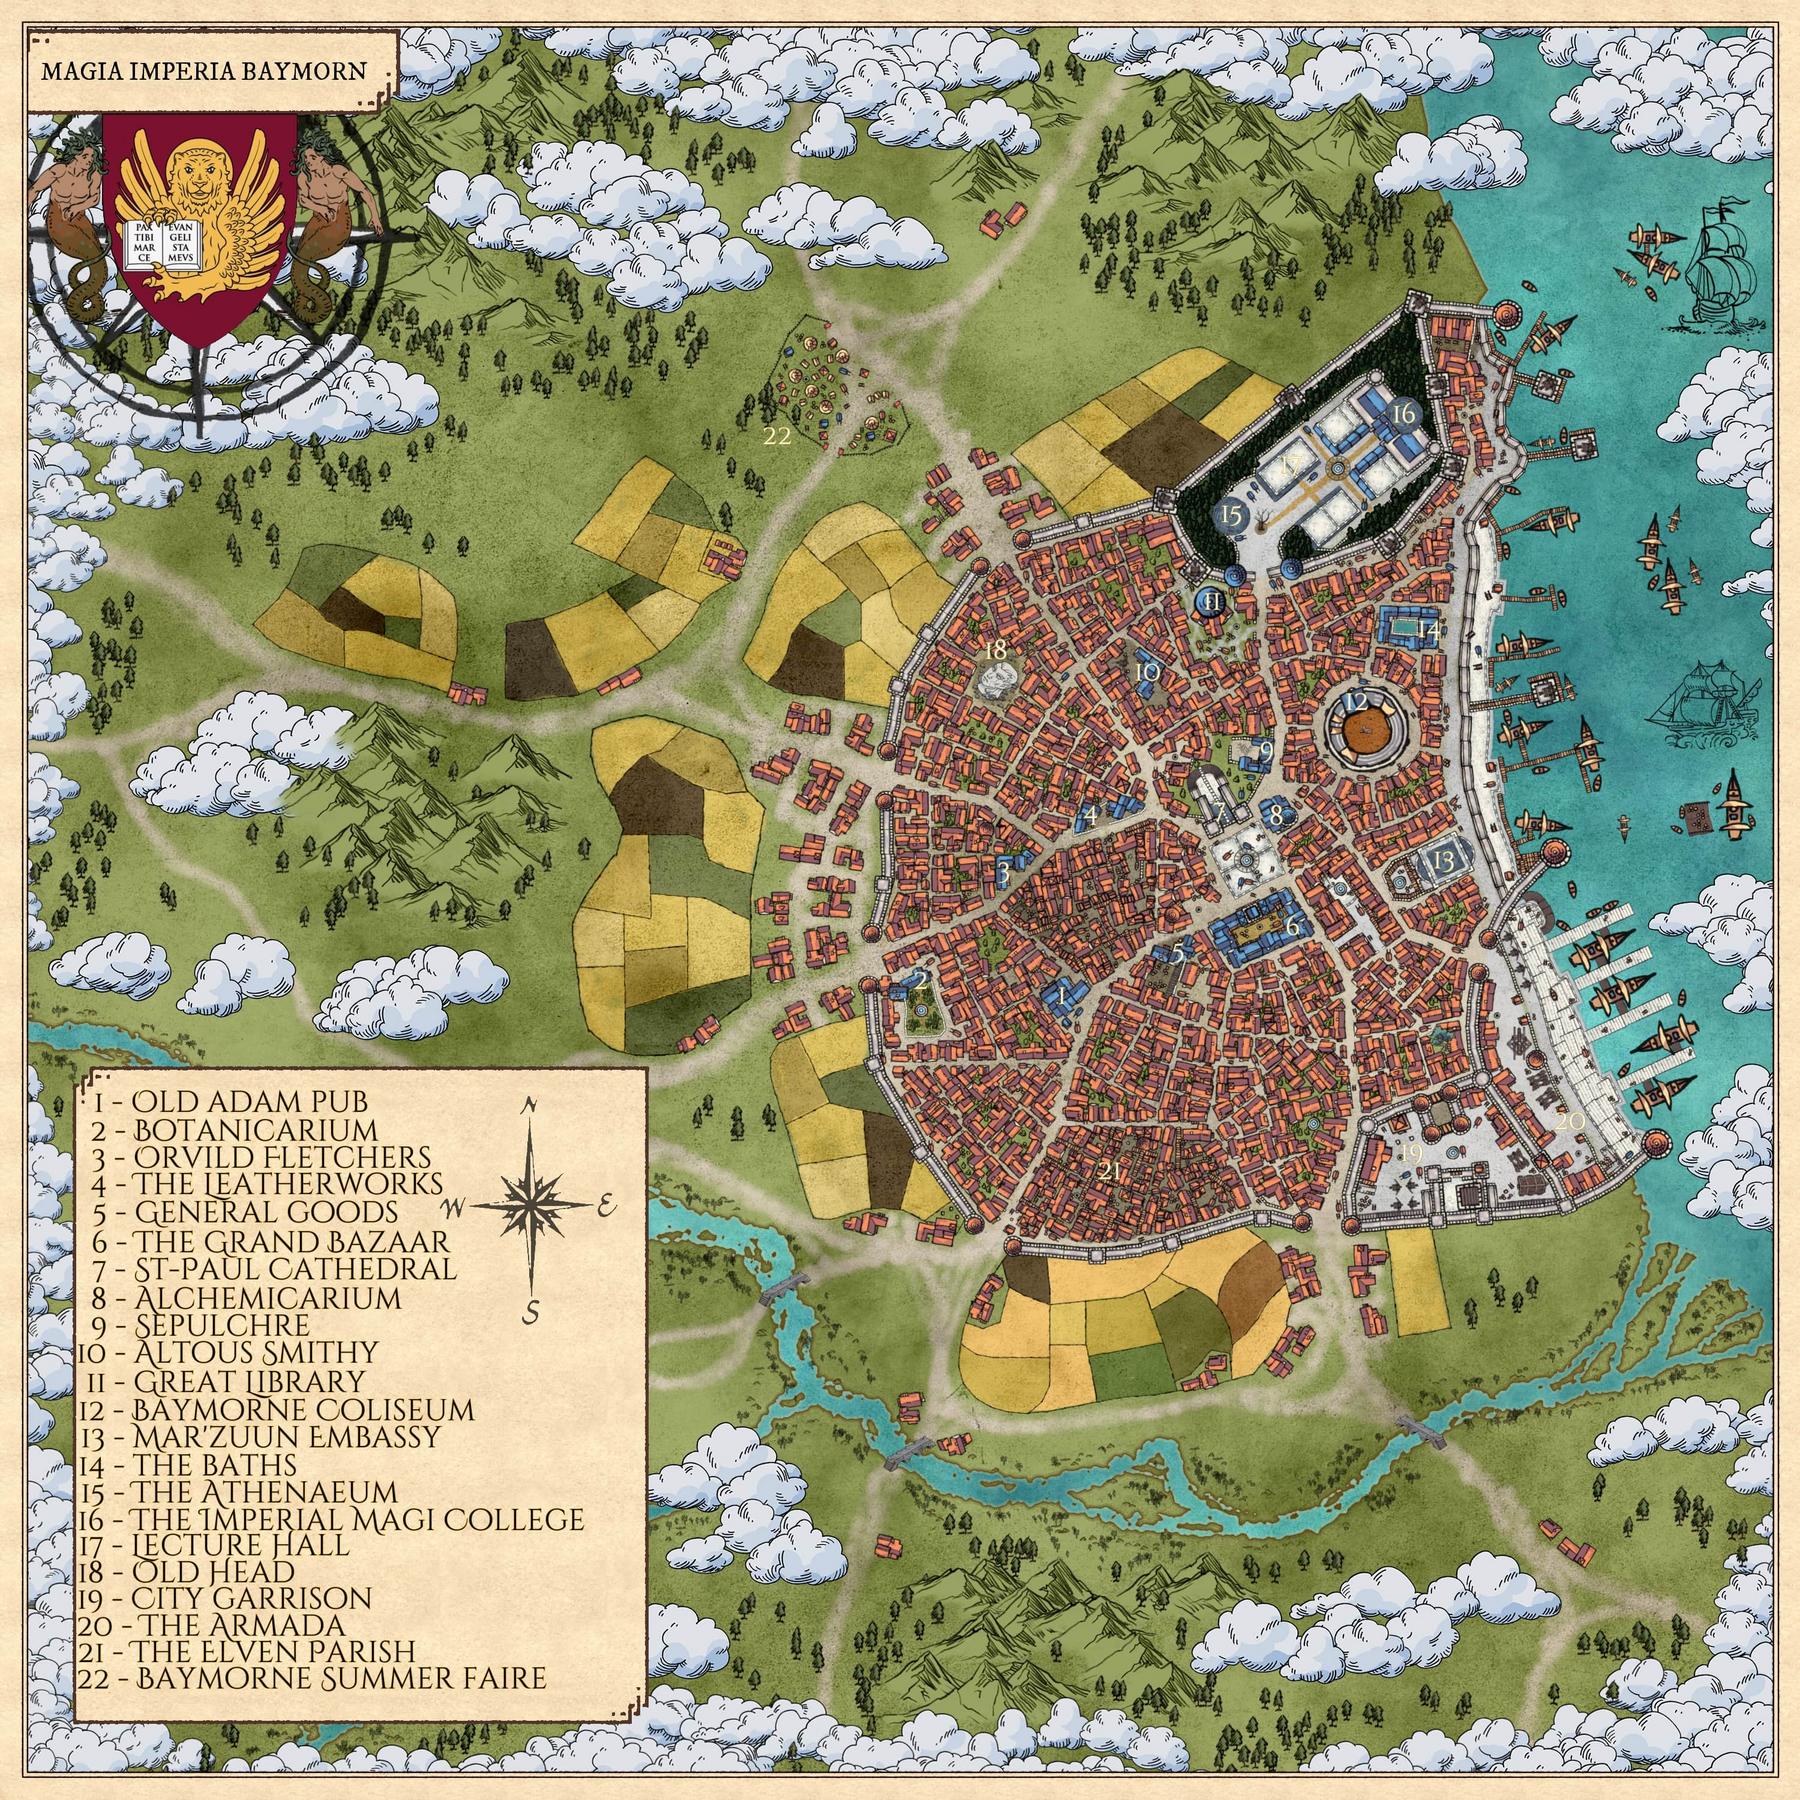 MAGIA IMPERIA BAYMORN
PAX
TIBI
MAR
CE
EVAN
GELI
STA
MEVS
22
16
17
15
11
14
18
10
12
9
4
7
8
3
13
6
5
2
1
20
19
21
N
W
E
S
1 - OLD ADAM PUB
2 - BOTANICARIUM
3 - ORVILD FLETCHERS
4 - THE LEATHERWORKS
5 - GENERAL GOODS
6 - THE GRAND BAZAAR
7 - ST-PAUL CATHEDRAL
8 - ALCHEMICARIUM
9 - SEPULCHRE
10 - ALTOUS SMITHY
11 - GREAT LIBRARY
12 - BAYMORNE COLISEUM
13 - MAR'ZUUN EMBASSY
14 - THE BATHS
15 - THE ATHENAEUM
16 - THE IMPERIAL MAGI COLLEGE
17 - LECTURE HALL
18 - OLD HEAD
19 - CITY GARRISON
20 - THE ARMADA
21 - THE ELVEN PARISH
22 - BAYMORNE SUMMER FAIRE